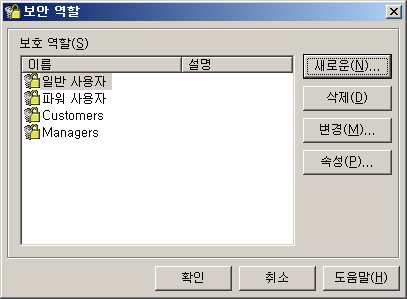 보안 역할
보호 역할(S)
이름 설명
일반 사용자
파워 사용자
Customers
Managers
새로운(N)...
삭제(D)
변경(M)...
속성(P)...
확인 취소 도움말(H)